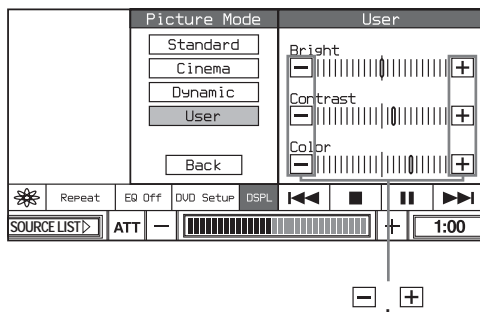 Picture Mode
User
Standard
Cinema
Dynamic
User
Back
Bright
− +
Contrast
− +
Color
− +
Repeat EQ Off DVD Setup DSPL
SOURCE LIST ATT − + 1:00
− +